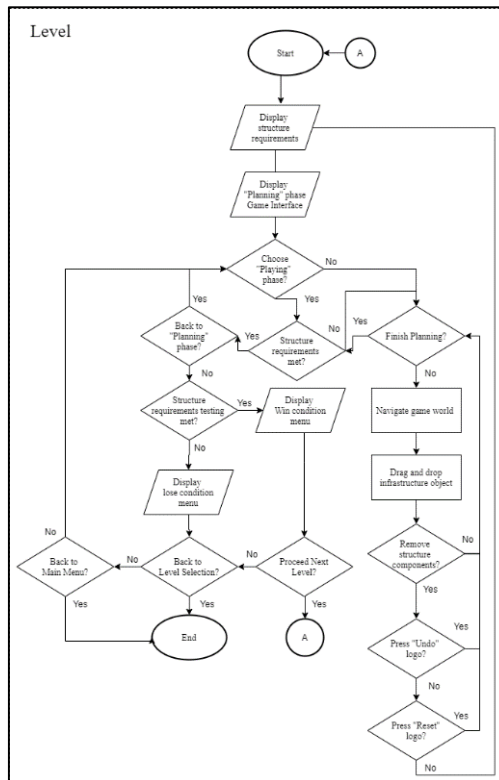 Level
Start
A
Display
structure
requirements
Display
"Planning" phase
Game Interface
Choose
"Playing"
phase?
No
Yes
Yes
Back to
"Planning"
phase?
Yes
Structure
requirements
met?
No
Yes
Finish Planning?
No
No
Structure
requirements testing
met?
Yes
Display
Win condition
menu
Navigate game world
No
Display
lose condition
menu
Drag and drop
infrastructure object
Remove
structure
components?
No
Yes
No
Back to
Main Menu?
No
Back to
Level Selection?
No
Proceed Next
Level?
Yes
Yes
Yes
End
A
Press "Undo"
logo?
Yes
No
Press "Reset"
logo?
Yes
No